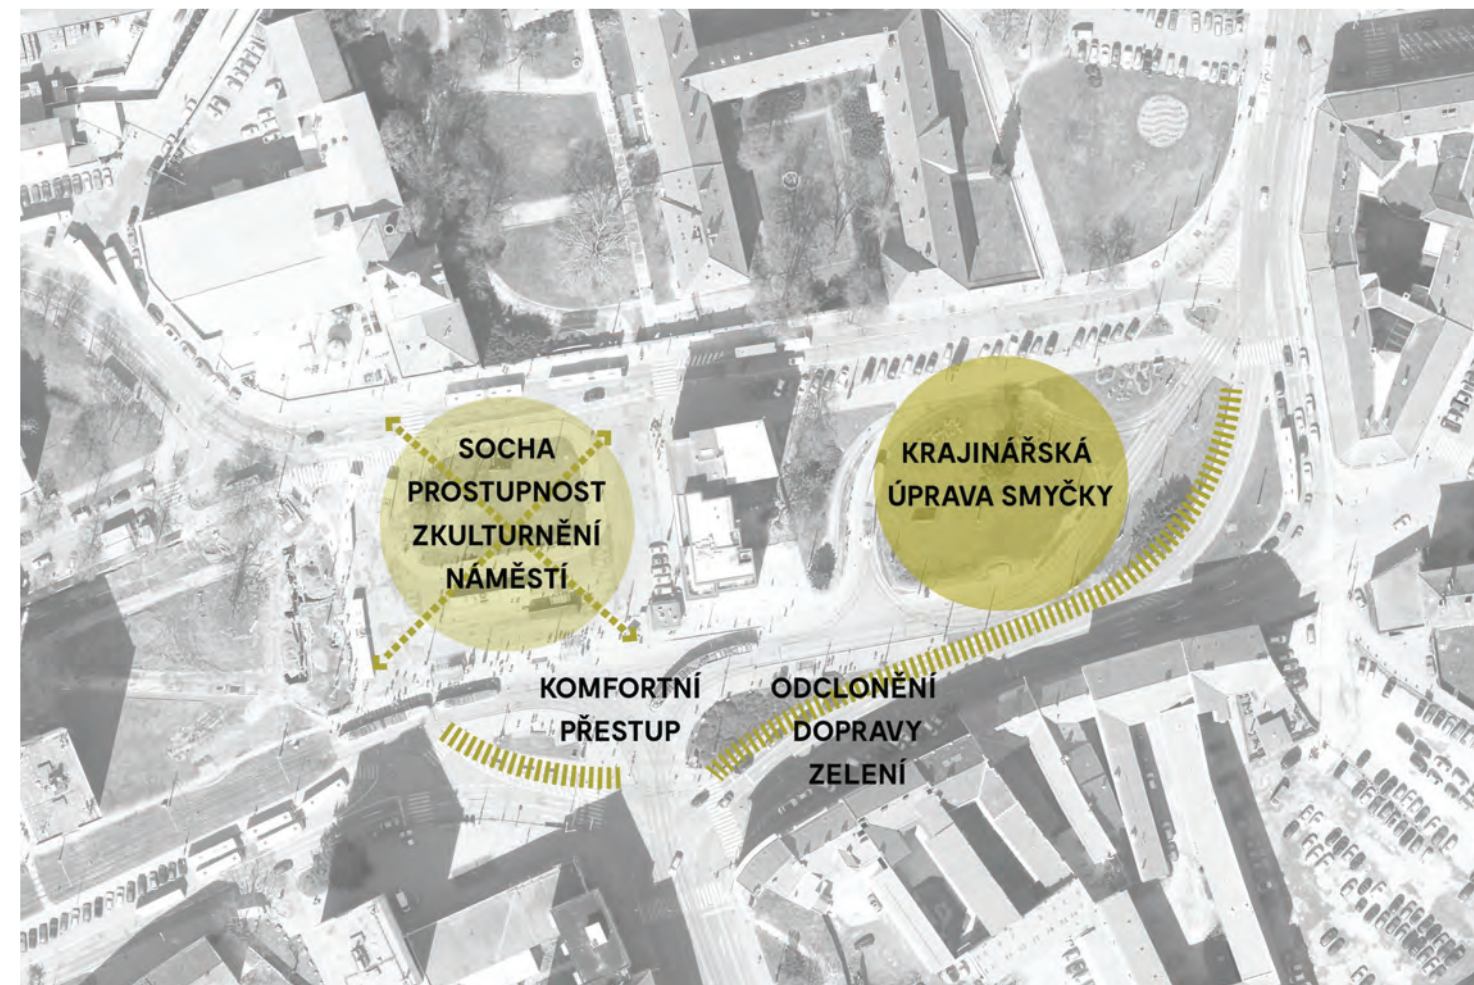 SOCHA
PROSTUPNOST
ZKULTURNĚNÍ
NÁMĚSTÍ
KRAJINÁŘSKÁ
ÚPRAVA SMYČKY
KOMFORTNÍ
PŘESTUP
ODCLONĚNÍ
DOPRAVY
ZELENÍ